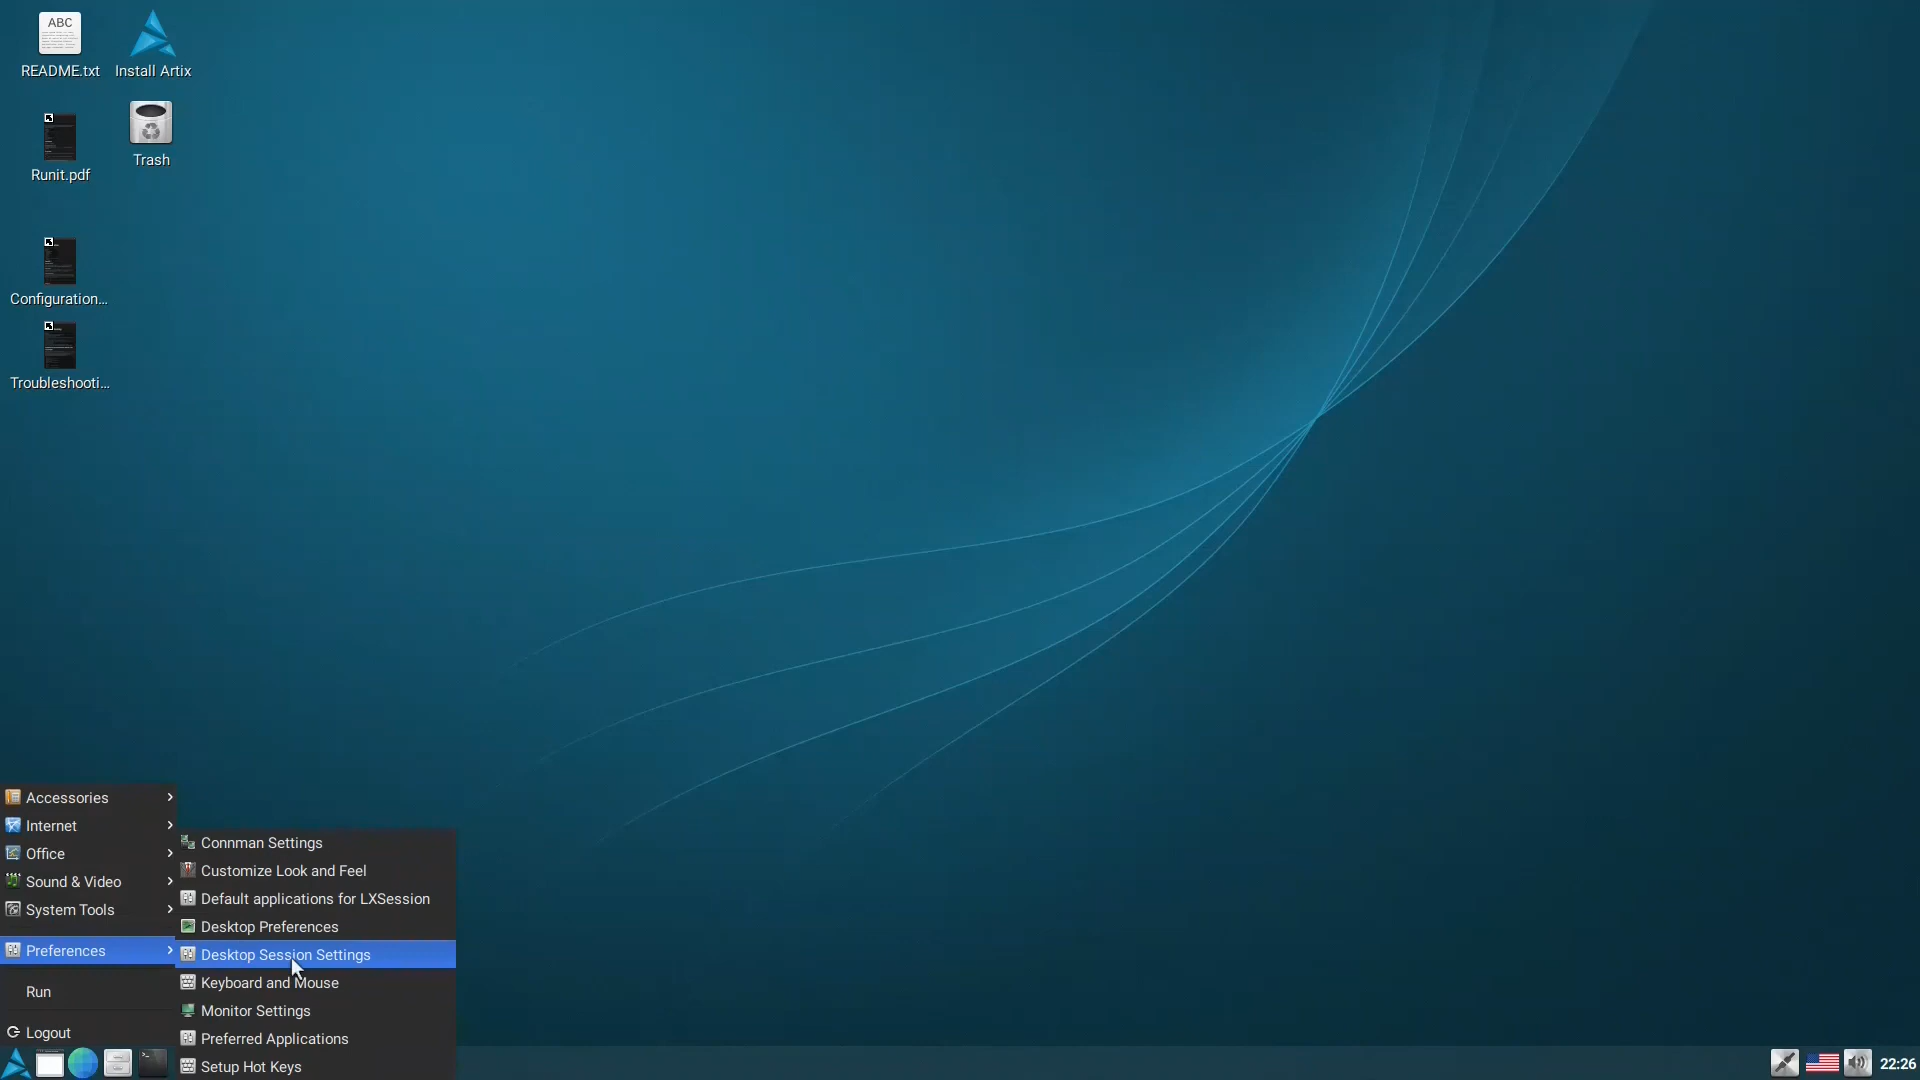 ABC
README.txt
Install Artix
Runit.pdf
Trash
Configuration...
Troubleshooti...
Accessories
Internet
Office
Sound & Video
System Tools
Preferences
Run
Logout
Connman Settings
Customize Look and Feel
Default applications for LXSession
Desktop Preferences
Desktop Session Settings
Keyboard and Mouse
Monitor Settings
Preferred Applications
Setup Hot Keys
22:26